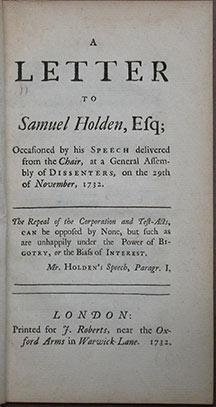 A
LETTER
TO
Samuel Holden, Esq;
Occasioned by his SPEECH delivered
from the Chair, at a General Assem-
bly of DISSENTERS, on the 29th
of November, 1732.
The Repeal of the Corporation and Test-Acts,
CAN be opposed by None, but such as
are unhappily under the Power of BI-
GOTRY, or the Biass of INTEREST.
Mr. HOLDEN's Speech, Paragr. I.
LONDON:
Printed for J. Roberts, near the Ox-
ford Arms in Warwick-Lane. 1732.